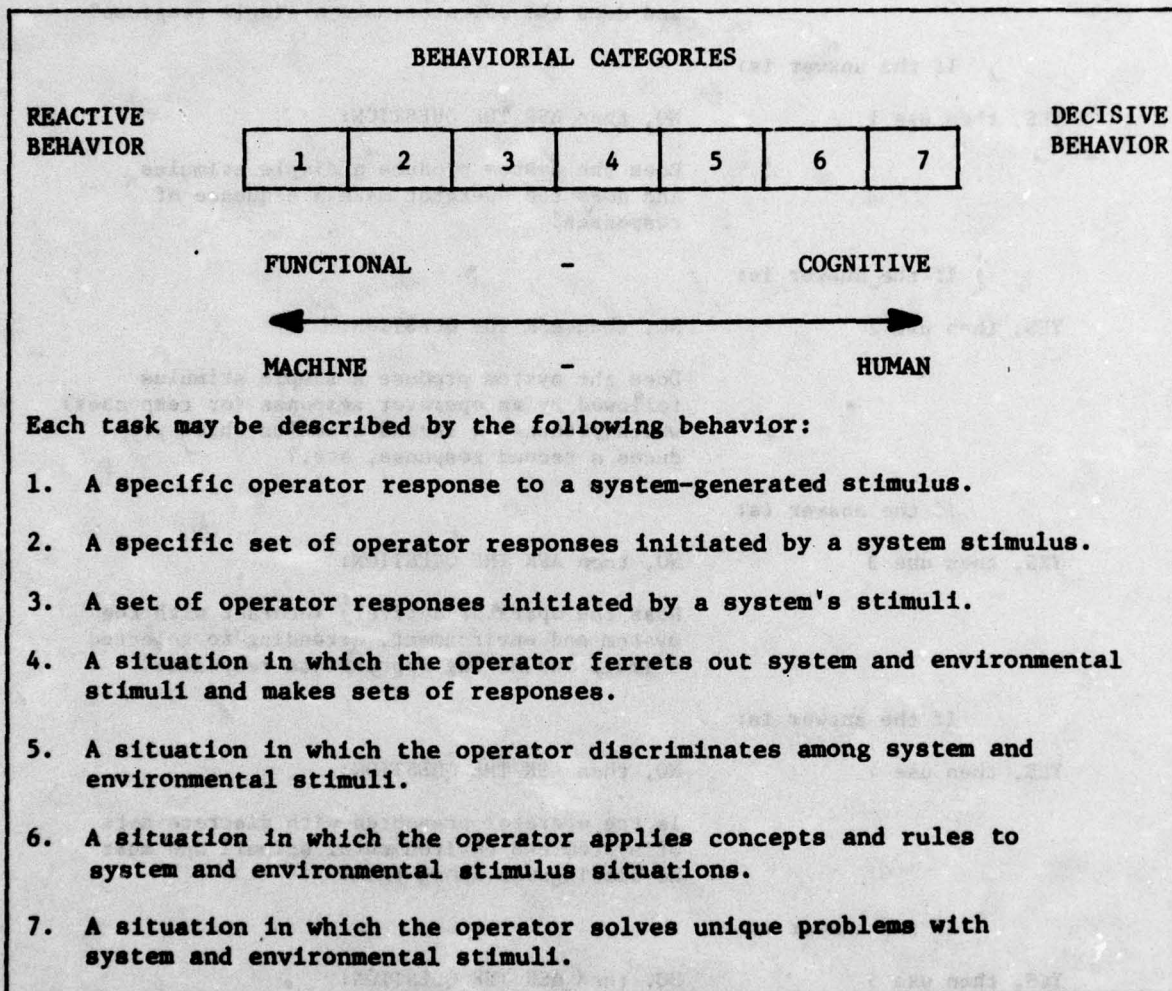 BEHAVIORIAL CATEGORIES
REACTIVE BEHAVIOR
DECISIVE BEHAVIOR
1 2 3 4 5 6 7
FUNCTIONAL - COGNITIVE
MACHINE - HUMAN
Each task may be described by the following behavior:
1. A specific operator response to a system-generated stimulus.
2. A specific set of operator responses initiated by a system stimulus.
3. A set of operator responses initiated by a system's stimuli.
4. A situation in which the operator ferrets out system and environmental
stimuli and makes sets of responses.
5. A situation in which the operator discriminates among system and
environmental stimuli.
6. A situation in which the operator applies concepts and rules to
system and environmental stimulus situations.
7. A situation in which the operator solves unique problems with
system and environmental stimuli.